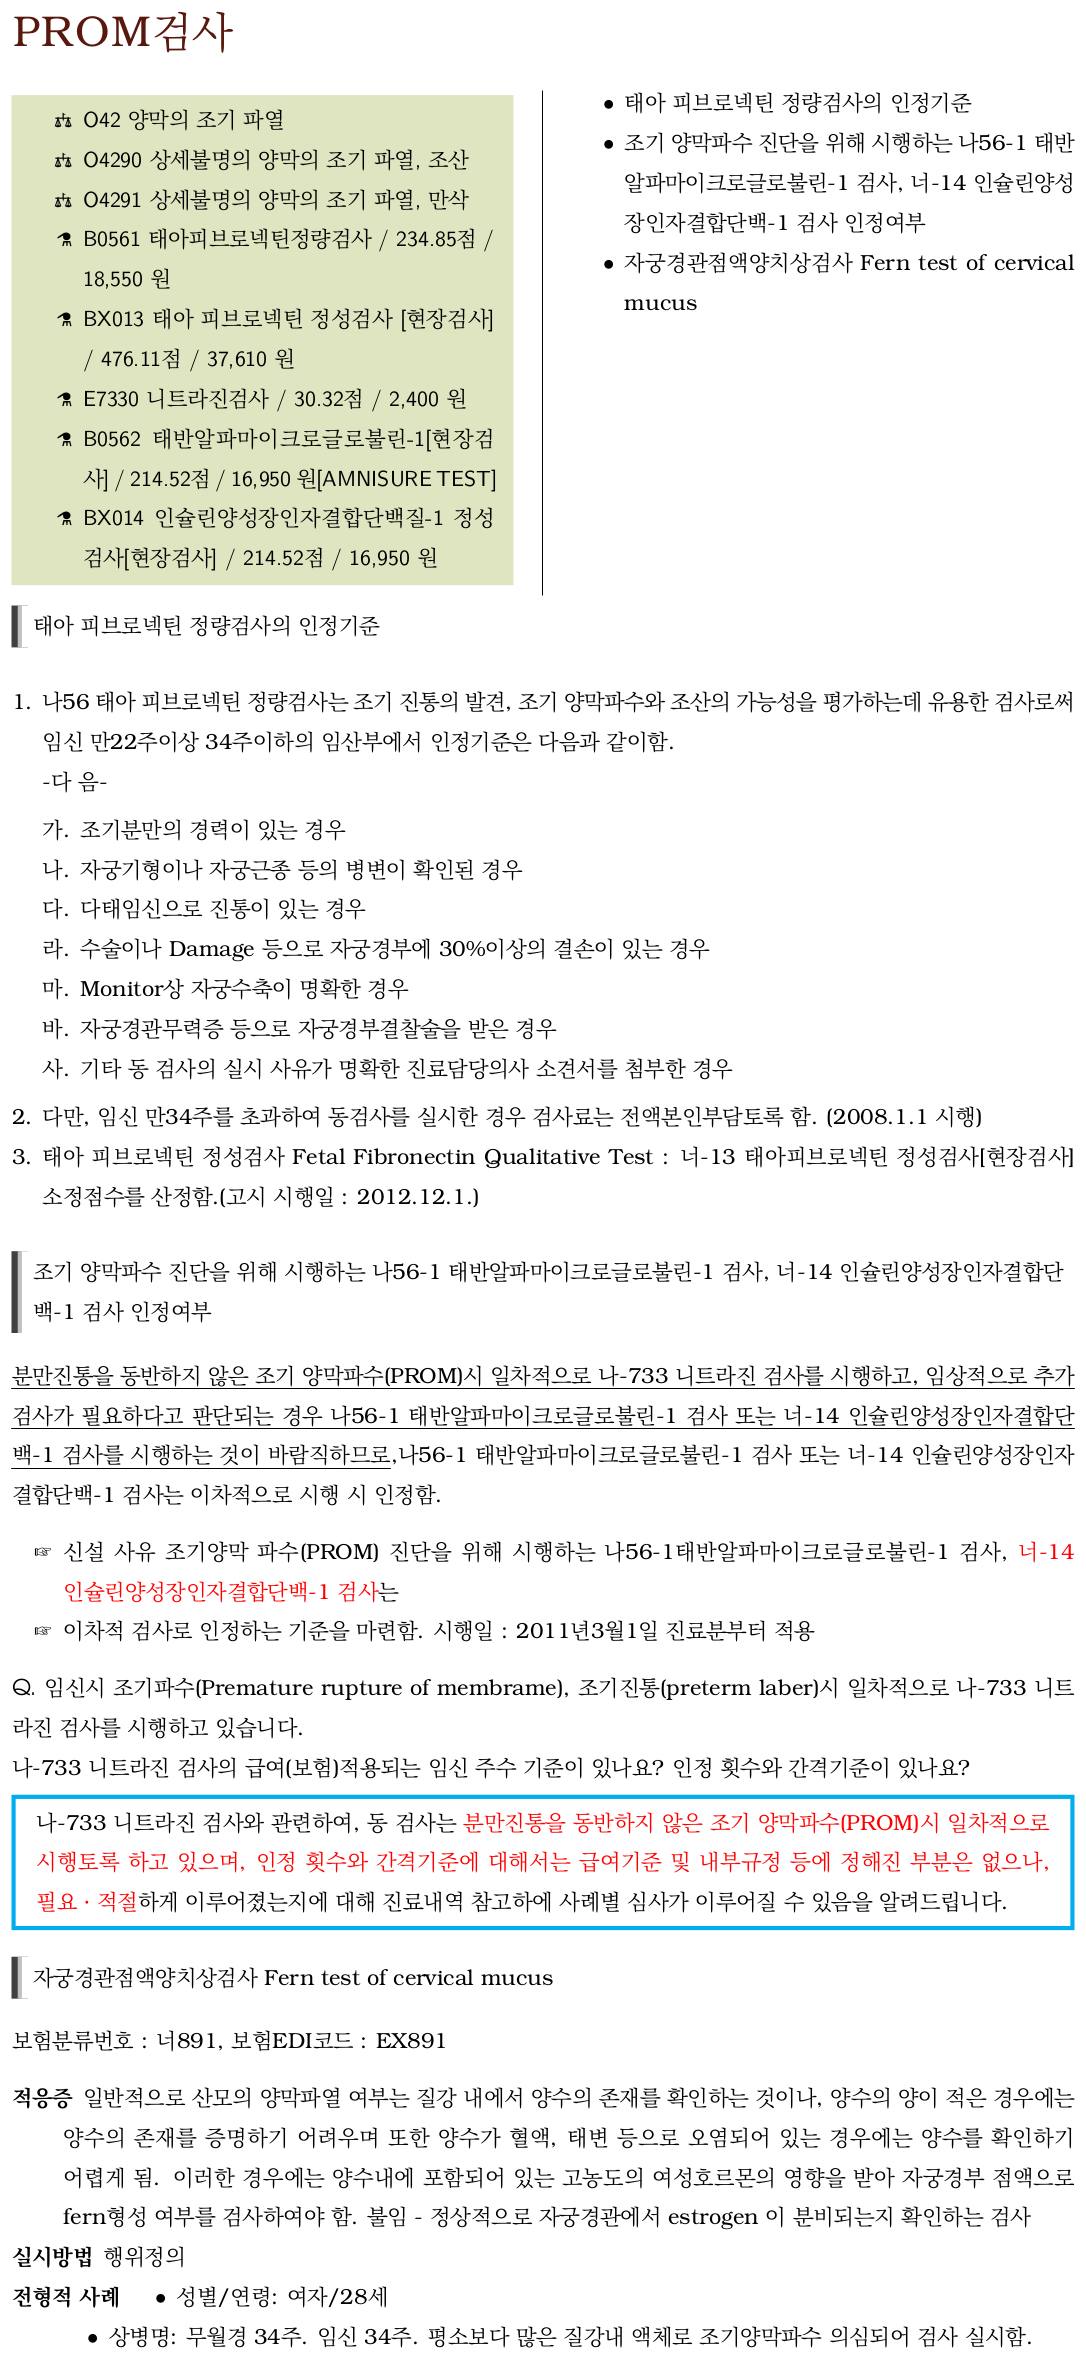 PROM검사
O42 양막의 조기 파열
O4290 상세불명의 양막의 조기 파열, 조산
O4291 상세불명의 양막의 조기 파열, 만삭
B0561 태아피브로넥틴정량검사 / 234.85점 /
18,550 원
BX013 태아 피브로넥틴 정성검사 [현장검사]
/ 476.11점 / 37,610 원
E7330 니트라진검사 / 30.32점 / 2,400 원
B0562 태반알파마이크로글로불린-1[현장검
사] / 214.52점 / 16,950 원[AMNISURE TEST]
BX014 인슐린양성장인자결합단백질-1 정성
검사[현장검사] / 214.52점 / 16,950 원
• 태아 피브로넥틴 정량검사의 인정기준
• 조기 양막파수 진단을 위해 시행하는 나56-1 태반
알파마이크로글로불린-1 검사, 너-14 인슐린양성
장인자결합단백-1 검사 인정여부
• 자궁경관점액양치상검사 Fern test of cervical
mucus
태아 피브로넥틴 정량검사의 인정기준
1. 나56 태아 피브로넥틴 정량검사는 조기 진통의 발견, 조기 양막파수와 조산의 가능성을 평가하는데 유용한 검사로써
임신 만22주이상 34주이하의 임산부에서 인정기준은 다음과 같이함.
-다 음-
가. 조기분만의 경력이 있는 경우
나. 자궁기형이나 자궁근종 등의 병변이 확인된 경우
다. 다태임신으로 진통이 있는 경우
라. 수술이나 Damage 등으로 자궁경부에 30%이상의 결손이 있는 경우
마. Monitor상 자궁수축이 명확한 경우
바. 자궁경관무력증 등으로 자궁경부결찰술을 받은 경우
사. 기타 동 검사의 실시 사유가 명확한 진료담당의사 소견서를 첨부한 경우
2. 다만, 임신 만34주를 초과하여 동검사를 실시한 경우 검사료는 전액본인부담토록 함. (2008.1.1 시행)
3. 태아 피브로넥틴 정성검사 Fetal Fibronectin Qualitative Test : 너-13 태아피브로넥틴 정성검사[현장검사]
소정점수를 산정함.(고시 시행일 : 2012.12.1.)
조기 양막파수 진단을 위해 시행하는 나56-1 태반알파마이크로글로불린-1 검사, 너-14 인슐린양성장인자결합단
백-1 검사 인정여부
분만진통을 동반하지 않은 조기 양막파수(PROM)시 일차적으로 나-733 니트라진 검사를 시행하고, 임상적으로 추가
검사가 필요하다고 판단되는 경우 나56-1 태반알파마이크로글로불린-1 검사 또는 너-14 인슐린양성장인자결합단
백-1 검사를 시행하는 것이 바람직하므로,나56-1 태반알파마이크로글로불린-1 검사 또는 너-14 인슐린양성장인자
결합단백-1 검사는 이차적으로 시행 시 인정함.
☞ 신설 사유 조기양막 파수(PROM) 진단을 위해 시행하는 나56-1태반알파마이크로글로불린-1 검사, 너-14
인슐린양성장인자결합단백-1 검사는
☞ 이차적 검사로 인정하는 기준을 마련함. 시행일 : 2011년3월1일 진료분부터 적용
Q. 임신시 조기파수(Premature rupture of membrame), 조기진통(preterm laber)시 일차적으로 나-733 니트
라진 검사를 시행하고 있습니다.
나-733 니트라진 검사의 급여(보험)적용되는 임신 주수 기준이 있나요? 인정 횟수와 간격기준이 있나요?
나-733 니트라진 검사와 관련하여, 동 검사는 분만진통을 동반하지 않은 조기 양막파수(PROM)시 일차적으로
시행토록 하고 있으며, 인정 횟수와 간격기준에 대해서는 급여기준 및 내부규정 등에 정해진 부분은 없으나,
필요 · 적절하게 이루어졌는지에 대해 진료내역 참고하에 사례별 심사가 이루어질 수 있음을 알려드립니다.
자궁경관점액양치상검사 Fern test of cervical mucus
보험분류번호 : 너891, 보험EDI코드 : EX891
적응증 일반적으로 산모의 양막파열 여부는 질강 내에서 양수의 존재를 확인하는 것이나, 양수의 양이 적은 경우에는
양수의 존재를 증명하기 어려우며 또한 양수가 혈액, 태변 등으로 오염되어 있는 경우에는 양수를 확인하기
어렵게 됨. 이러한 경우에는 양수내에 포함되어 있는 고농도의 여성호르몬의 영향을 받아 자궁경부 점액으로
fern형성 여부를 검사하여야 함. 불임 - 정상적으로 자궁경관에서 estrogen 이 분비되는지 확인하는 검사
실시방법 행위정의
전형적 사례 • 성별/연령: 여자/28세
• 상병명: 무월경 34주. 임신 34주. 평소보다 많은 질강내 액체로 조기양막파수 의심되어 검사 실시함.